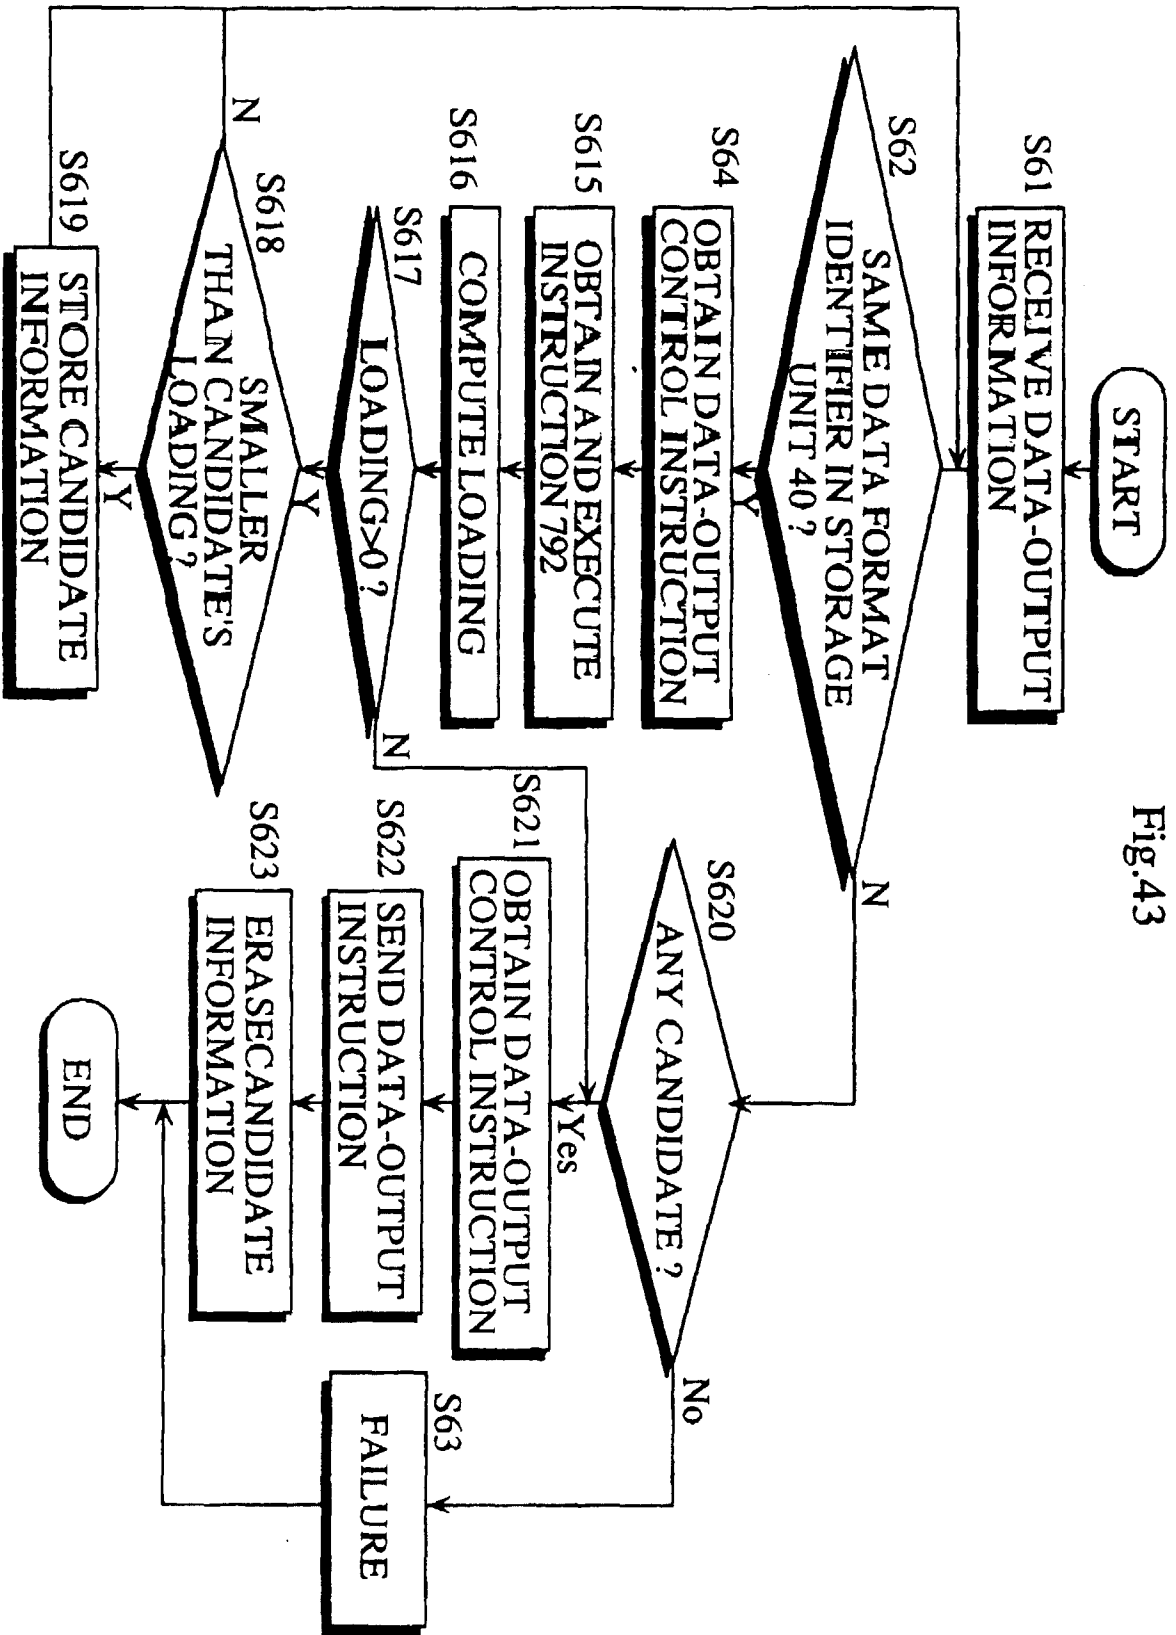 Fig.43
START
S61
RECEIVE DATA-OUTPUT
INFORMATION
S62
SAME DATA FORMAT
IDENTIFIER IN STORAGE
UNIT 40?
N
Y
S64
OBTAIN DATA-OUTPUT
CONTROL INSTRUCTION
S615
OBTAIN AND EXECUTE
INSTRUCTION 792
S616
COMPUTE LOADING
S617
LOADING>0?
N
Y
S618
SMALLER
THAN CANDIDATE'S
LOADING?
N
Y
S619
STORE CANDIDATE
INFORMATION
S620
ANY CANDIDATE?
No
Yes
S621
OBTAIN DATA-OUTPUT
CONTROL INSTRUCTION
S622
SEND DATA-OUTPUT
INSTRUCTION
S623
ERASECANDIDATE
INFORMATION
S63
FAILURE
END